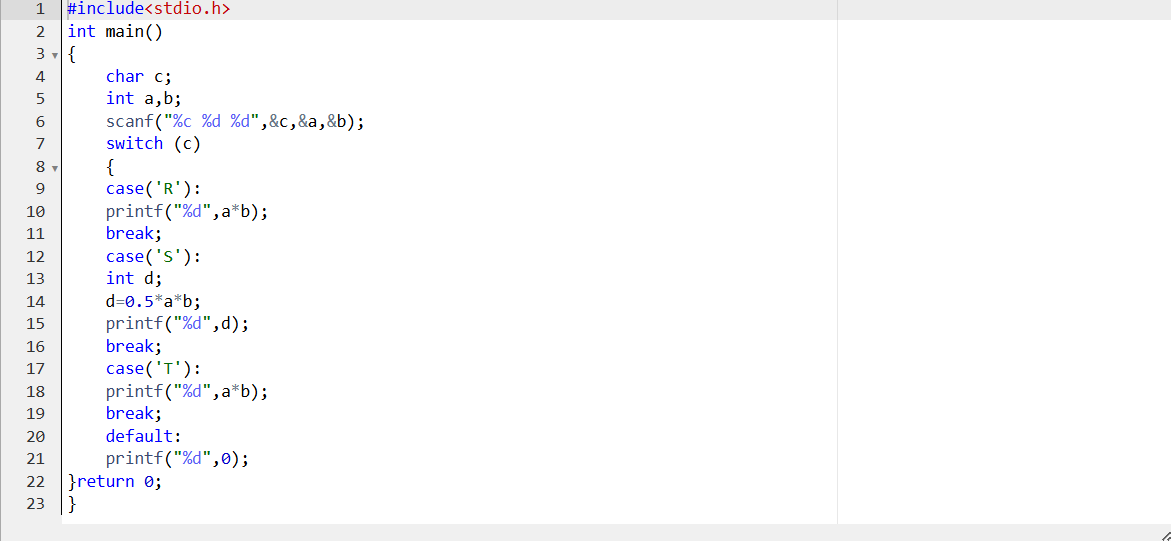 1 #include<stdio.h>
2 int main()
3 {
4 char c;
5 int a,b;
6 scanf("%c %d %d",&c,&a,&b);
7 switch (c)
8 {
9 case('R'):
10 printf("%d",a*b);
11 break;
12 case('S'):
13 int d;
14 d=0.5*a*b;
15 printf("%d",d);
16 break;
17 case('T'):
18 printf("%d",a*b);
19 break;
20 default:
21 printf("%d",0);
22 }return 0;
23 }